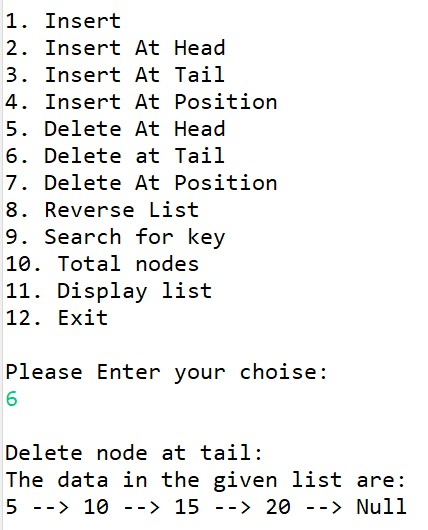 1. Insert
2. Insert At Head
3. Insert At Tail
4. Insert At Position
5. Delete At Head
6. Delete at Tail
7. Delete At Position
8. Reverse List
9. Search for key
10. Total nodes
11. Display list
12. Exit
Please Enter your choise:
6
Delete node at tail:
The data in the given list are:
5 --> 10 --> 15 --> 20 --> Null